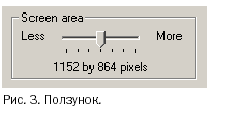 Screen area
Less More
1152 by 864 pixels
Рис. 3. Ползунок.